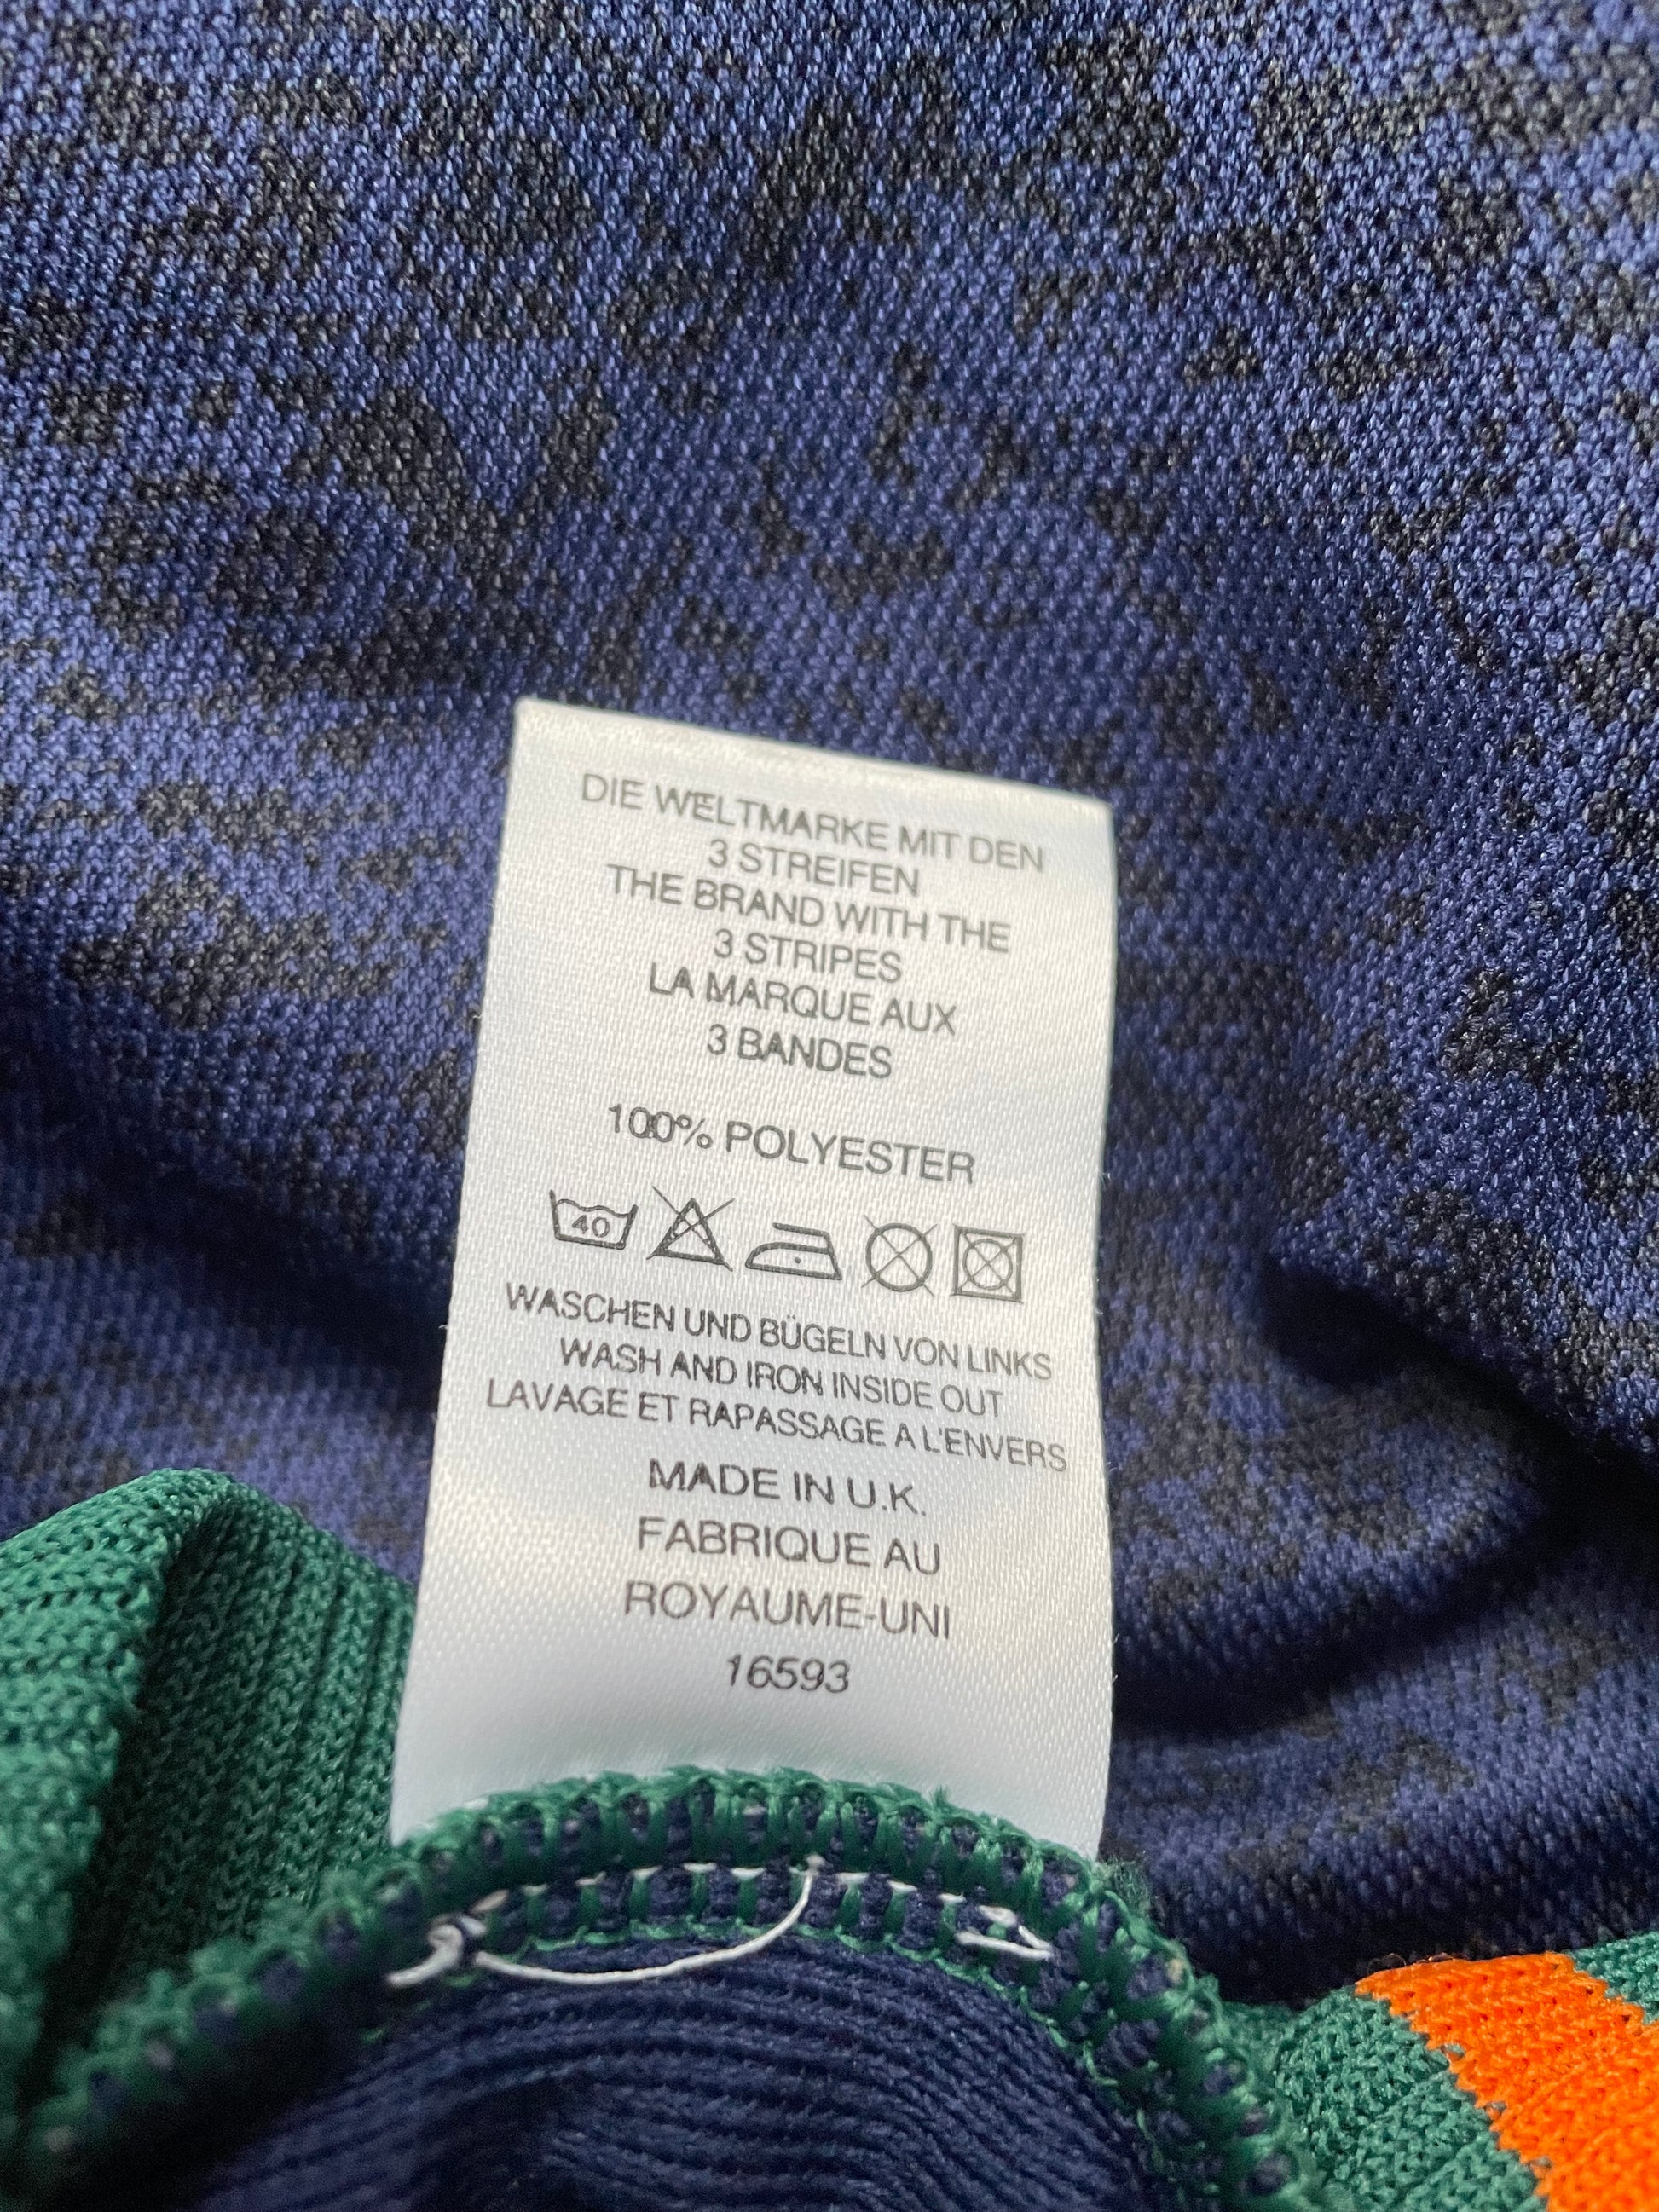 DIE WELTMARKE MIT DEN
3 STREIFEN
THE BRAND WITH THE
3 STRIPES
LA MARQUE AUX
3 BANDES
100% POLYESTER
40
WASCHEN UND BÜGELN VON LINKS
WASH AND IRON INSIDE OUT
LAVAGE ET RAPASSAGE A L'ENVERS
MADE IN U.K.
FABRIQUE AU
ROYAUME-UNI
16593